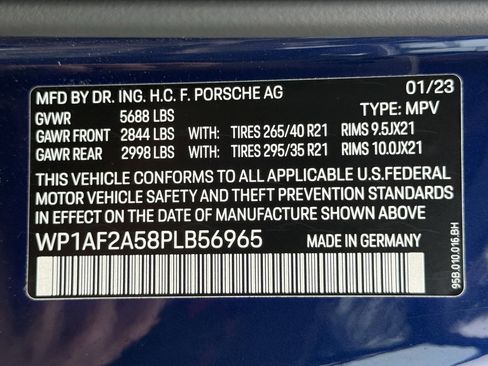 MFD BY DR. ING. H.C. F. PORSCHE AG 01/23
GVWR 5688 LBS TYPE: MPV
GAWR FRONT 2844 LBS WITH: TIRES 265/40 R21 RIMS 9.5JX21
GAWR REAR 2998 LBS WITH: TIRES 295/35 R21 RIMS 10.0JX21
THIS VEHICLE CONFORMS TO ALL APPLICABLE U.S.FEDERAL
MOTOR VEHICLE SAFETY AND THEFT PREVENTION STANDARDS
IN EFFECT ON THE DATE OF MANUFACTURE SHOWN ABOVE.
WP1AF2A58PLB56965 MADE IN GERMANY
95B.010.016.BH